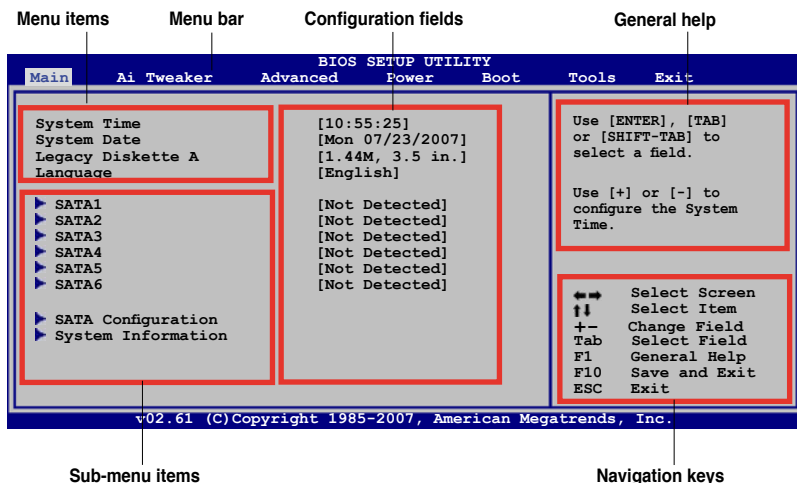 Menu items Menu bar Configuration fields General help
BIOS SETUP UTILITY
Main Ai Tweaker Advanced Power Boot Tools Exit
System Time [10:55:25]
System Date [Mon 07/23/2007]
Legacy Diskette A [1.44M, 3.5 in.]
Language [English]
SATA1 [Not Detected]
SATA2 [Not Detected]
SATA3 [Not Detected]
SATA4 [Not Detected]
SATA5 [Not Detected]
SATA6 [Not Detected]
SATA Configuration
System Information
Use [ENTER], [TAB]
or [SHIFT-TAB] to
select a field.
Use [+] or [-] to
configure the System
Time.
←→ Select Screen
↑↓ Select Item
+- Change Field
Tab Select Field
F1 General Help
F10 Save and Exit
ESC Exit
v02.61 (C)Copyright 1985-2007, American Megatrends, Inc.
Sub-menu items Navigation keys